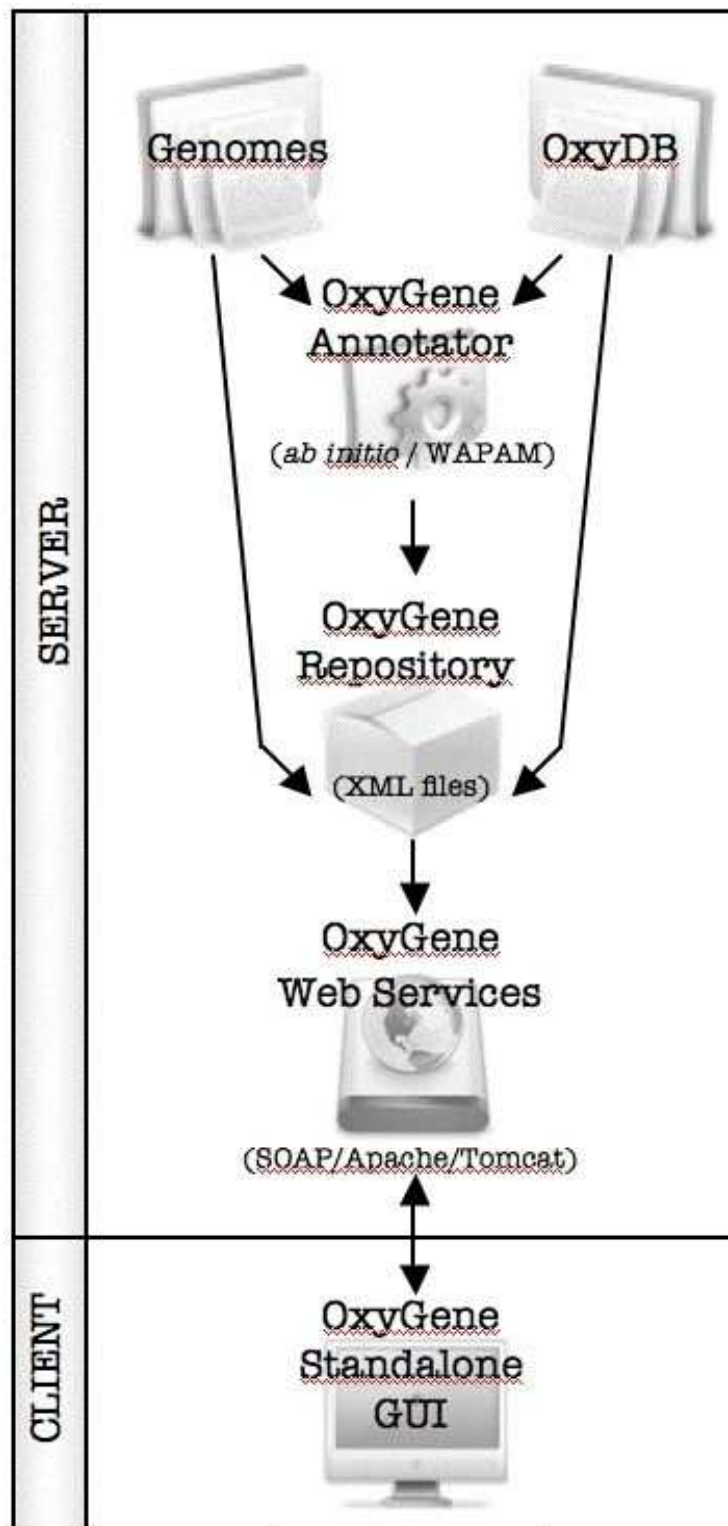 Genomes
OxyDB
OxyGene
Annotator
(ab initio / WAPAM)
OxyGene
Repository
(XML files)
OxyGene
Web Services
(SOAP/Apache/Tomcat)
SERVER
OxyGene
Standalone
GUI
CLIENT